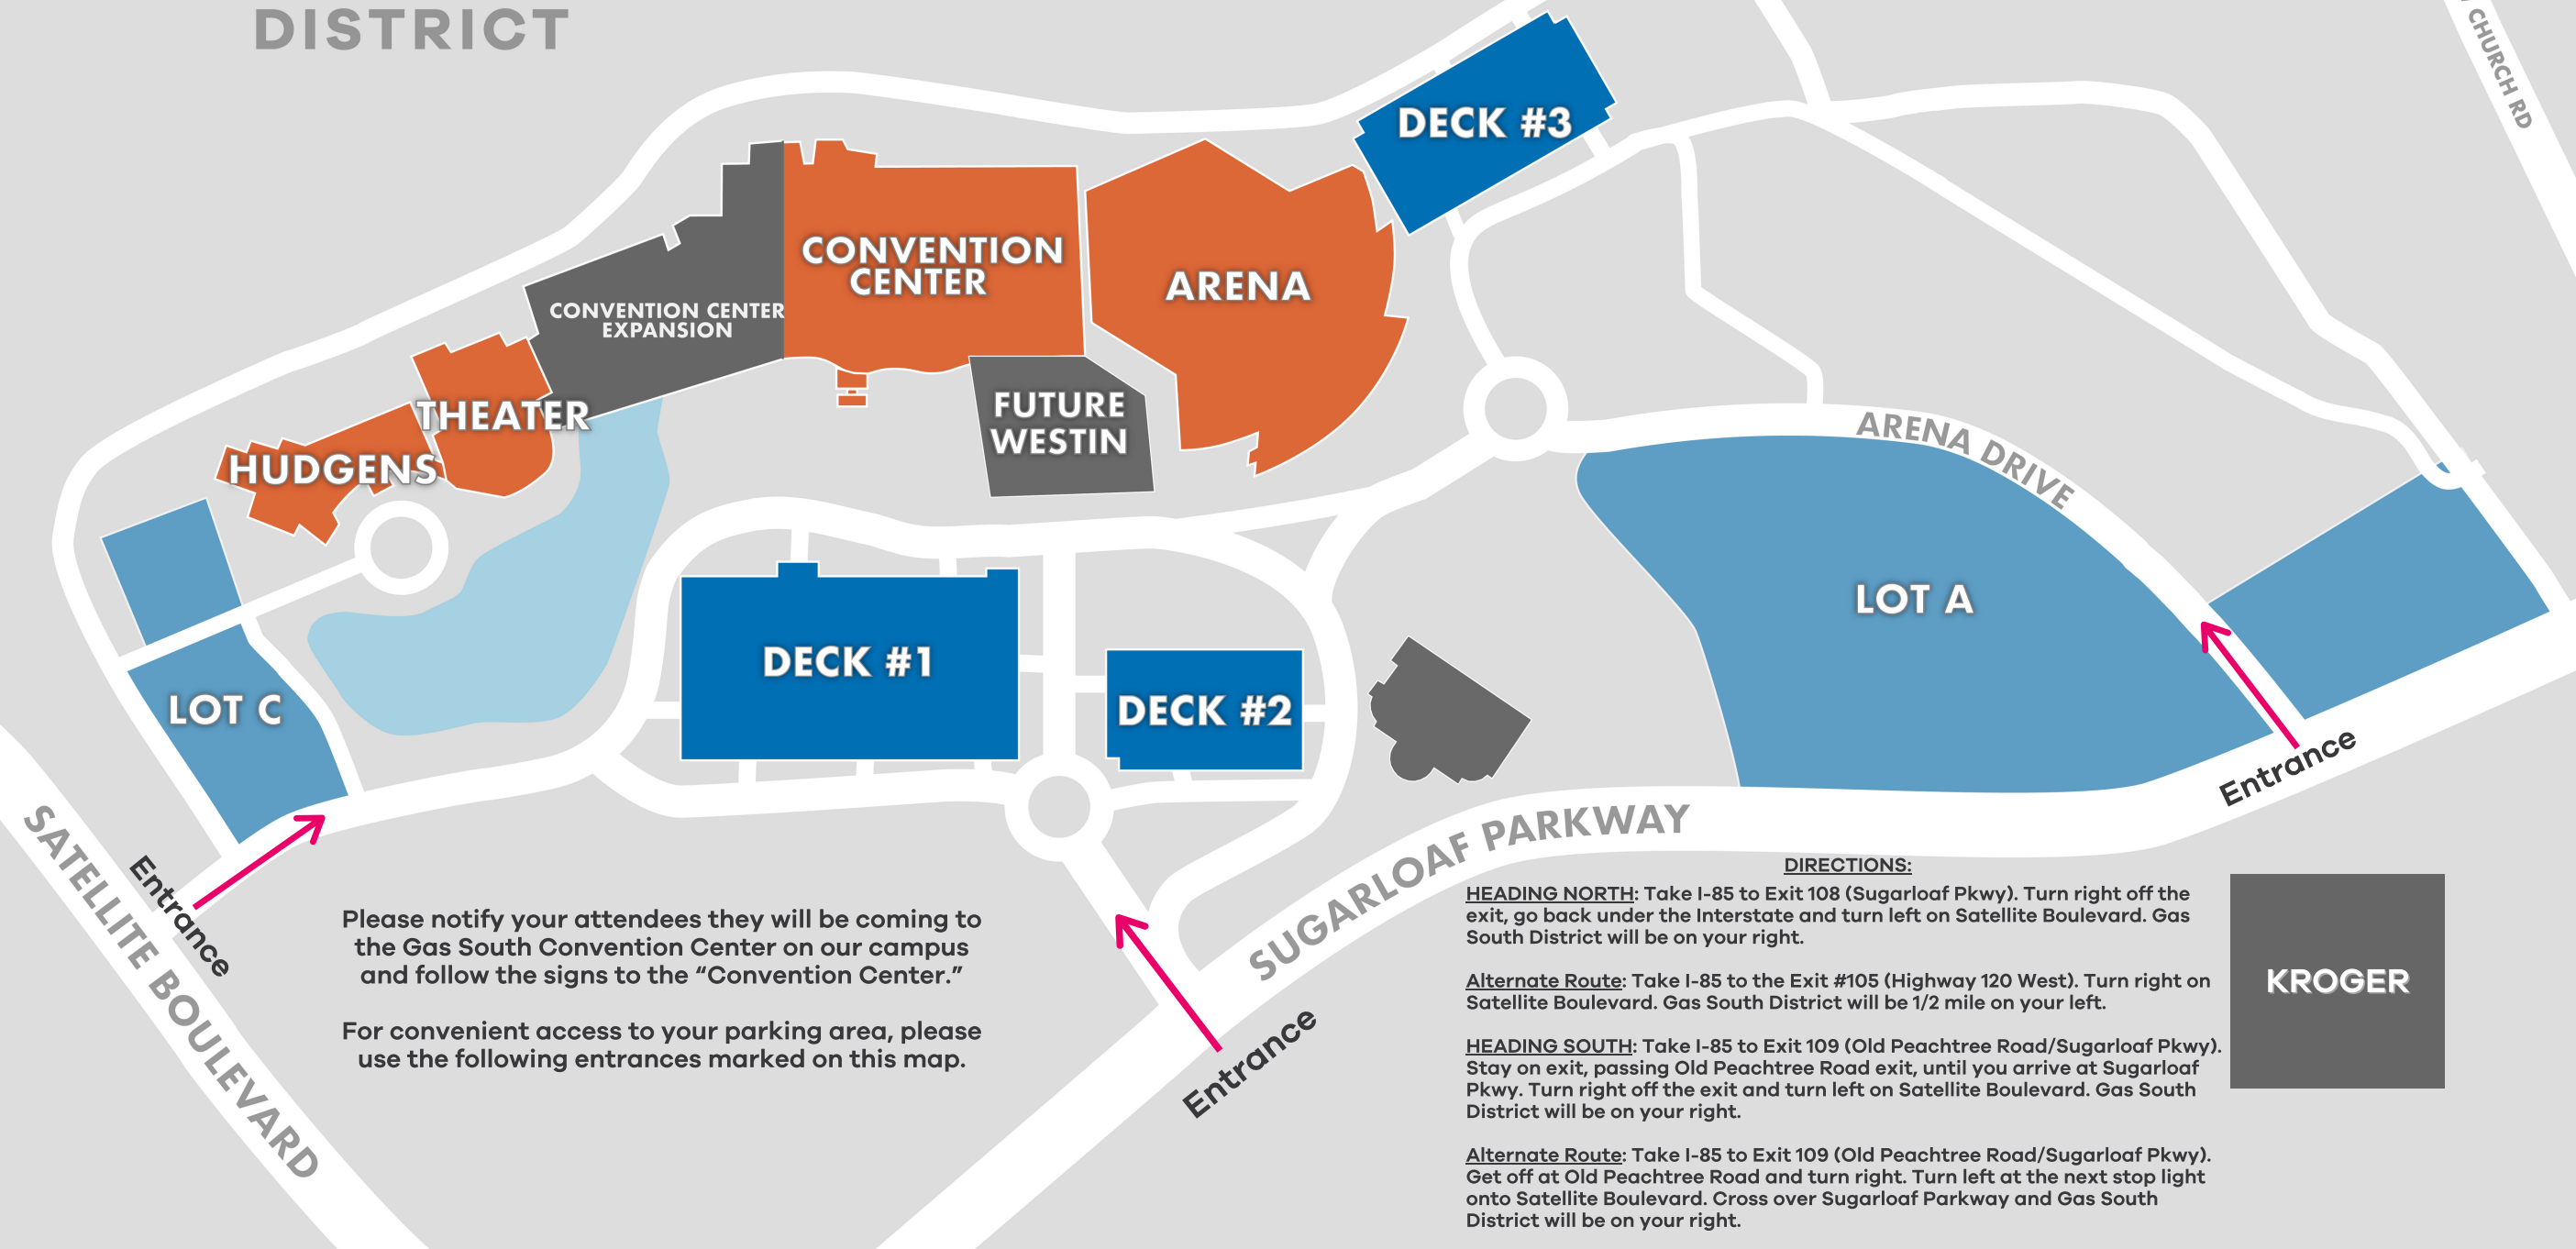 DISTRICT
CHURCH RD
DECK #3
CONVENTION
CENTER
ARENA
CONVENTION CENTER
EXPANSION
THEATER
FUTURE
WESTIN
HUDGENS
ARENA DRIVE
LOT A
DECK #1
DECK #2
LOT C
Entrance
SUGARLOAF PARKWAY
SATELLITE BOULEVARD
Entrance
Entrance
Please notify your attendees they will be coming to
the Gas South Convention Center on our campus
and follow the signs to the “Convention Center.”
For convenient access to your parking area, please
use the following entrances marked on this map.
DIRECTIONS:
HEADING NORTH: Take I-85 to Exit 108 (Sugarloaf Pkwy). Turn right off the
exit, go back under the Interstate and turn left on Satellite Boulevard. Gas
South District will be on your right.
Alternate Route: Take I-85 to the Exit #105 (Highway 120 West). Turn right on
Satellite Boulevard. Gas South District will be 1/2 mile on your left.
HEADING SOUTH: Take I-85 to Exit 109 (Old Peachtree Road/Sugarloaf Pkwy).
Stay on exit, passing Old Peachtree Road exit, until you arrive at Sugarloaf
Pkwy. Turn right off the exit and turn left on Satellite Boulevard. Gas South
District will be on your right.
Alternate Route: Take I-85 to Exit 109 (Old Peachtree Road/Sugarloaf Pkwy).
Get off at Old Peachtree Road and turn right. Turn left at the next stop light
onto Satellite Boulevard. Cross over Sugarloaf Parkway and Gas South
District will be on your right.
KROGER